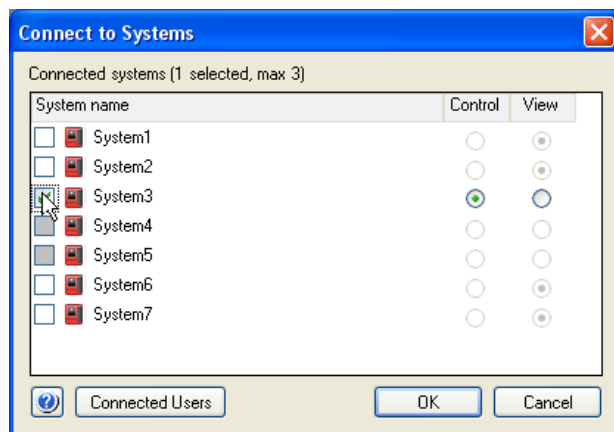 Connect to Systems
Connected systems (1 selected, max 3)
System name Control View
System1
System2
System3
System4
System5
System6
System7
? Connected Users OK Cancel